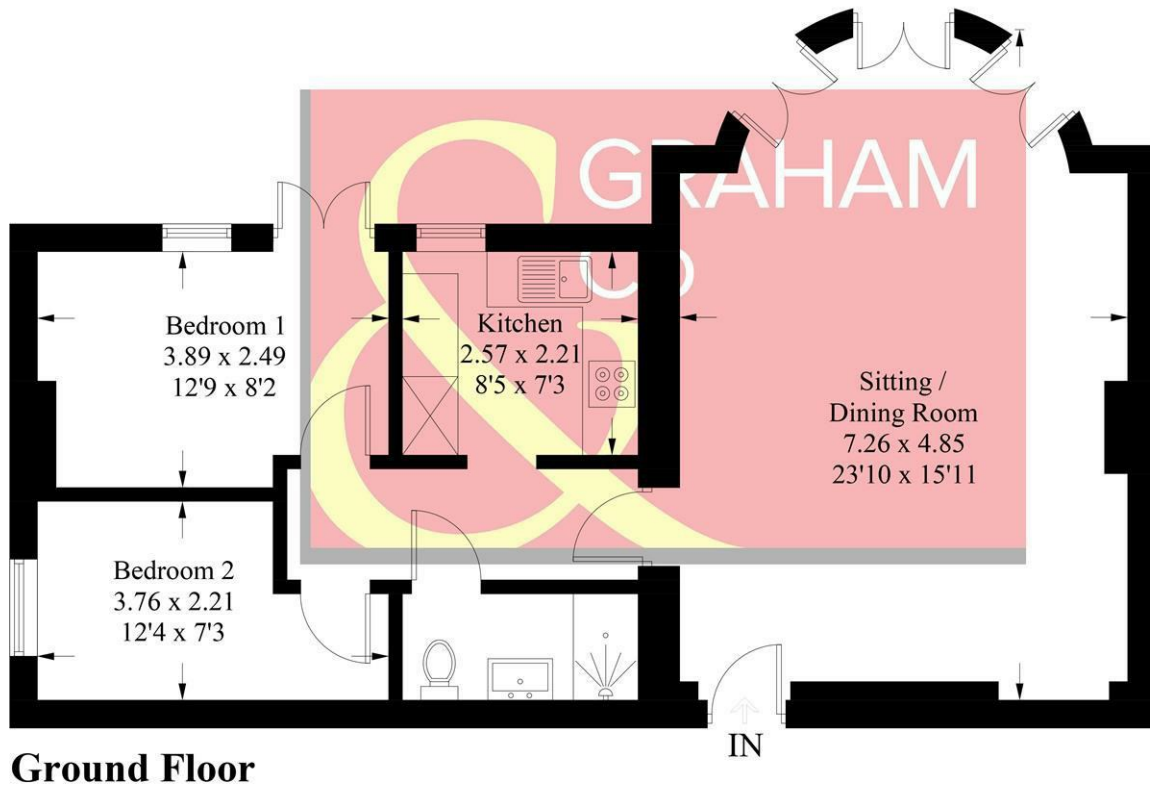 GRAHAM
&
Co
Bedroom 1
3.89 x 2.49
12'9 x 8'2
Kitchen
2.57 x 2.21
8'5 x 7'3
Sitting /
Dining Room
7.26 x 4.85
23'10 x 15'11
Bedroom 2
3.76 x 2.21
12'4 x 7'3
IN
Ground Floor